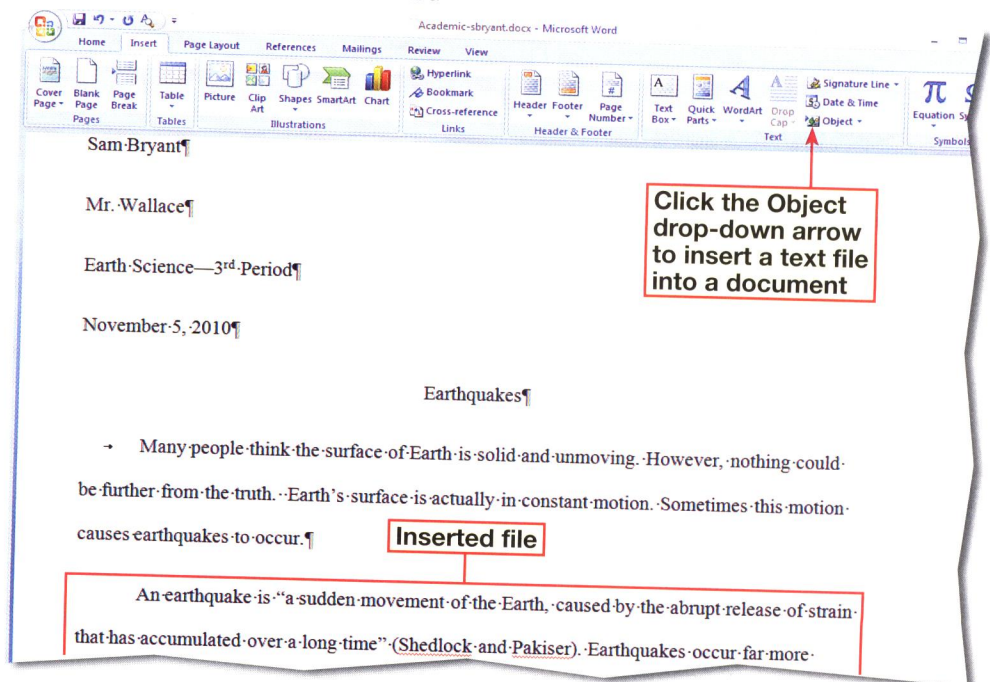 Academic-sbryant.docx - Microsoft Word
Home Insert Page Layout References Mailings Review View
Cover Page Blank Page Page Break
Pages
Table
Tables
Picture Clip Art Shapes SmartArt Chart
Illustrations
Hyperlink
Bookmark
Cross-reference
Links
Header Footer Page Number
Header & Footer
Text Box Quick Parts WordArt Drop Cap
Signature Line
Date & Time
Object
Text
π
Equation
Symbols
Click the Object
drop-down arrow
to insert a text file
into a document
Sam·Bryant¶
Mr.·Wallace¶
Earth·Science—3rd·Period¶
November·5,·2010¶
Earthquakes¶
→ Many·people·think·the·surface·of·Earth·is·solid·and·unmoving.·However,·nothing·could·
be·further·from·the·truth.··Earth's·surface·is·actually·in·constant·motion.·Sometimes·this·motion·
causes·earthquakes·to·occur.¶
Inserted file
An·earthquake·is·“a·sudden·movement·of·the·Earth,·caused·by·the·abrupt·release·of·strain·
that·has·accumulated·over·a·long·time”·(Shedlock·and·Pakiser).·Earthquakes·occur·far·more·